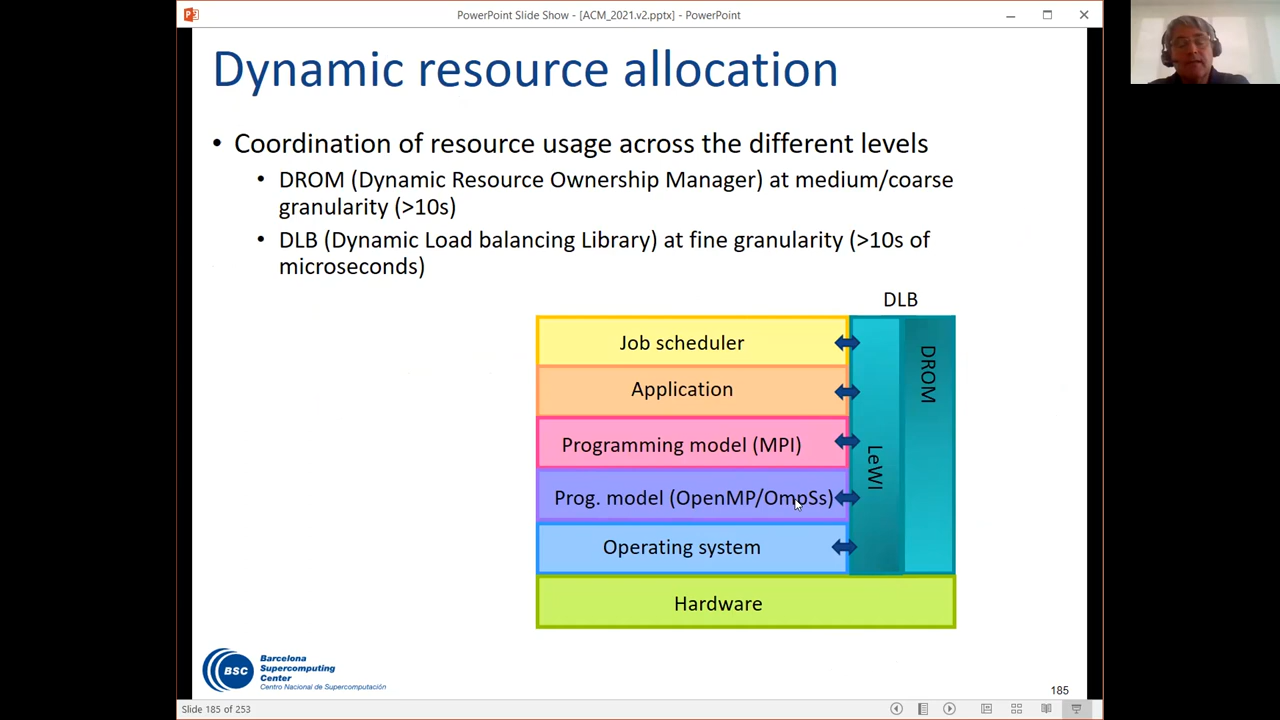 PowerPoint Slide Show - [ACM_2021.v2.pptx] - PowerPoint
Dynamic resource allocation
• Coordination of resource usage across the different levels
• DROM (Dynamic Resource Ownership Manager) at medium/coarse
granularity (>10s)
• DLB (Dynamic Load balancing Library) at fine granularity (>10s of
microseconds)
DLB
Job scheduler
Application
Programming model (MPI)
Prog. model (OpenMP/OmpSs)
Operating system
Hardware
LeWI
DROM
BSC
Barcelona
Supercomputing
Center
Centro Nacional de Supercomputación
185
Slide 185 of 253